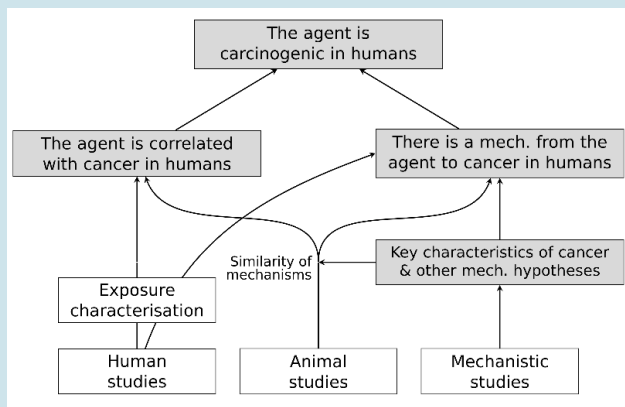 The agent is
carcinogenic in humans
The agent is correlated
with cancer in humans
There is a mech. from the
agent to cancer in humans
Similarity of
mechanisms
Key characteristics of cancer
& other mech. hypotheses
Exposure
characterisation
Human
studies
Animal
studies
Mechanistic
studies